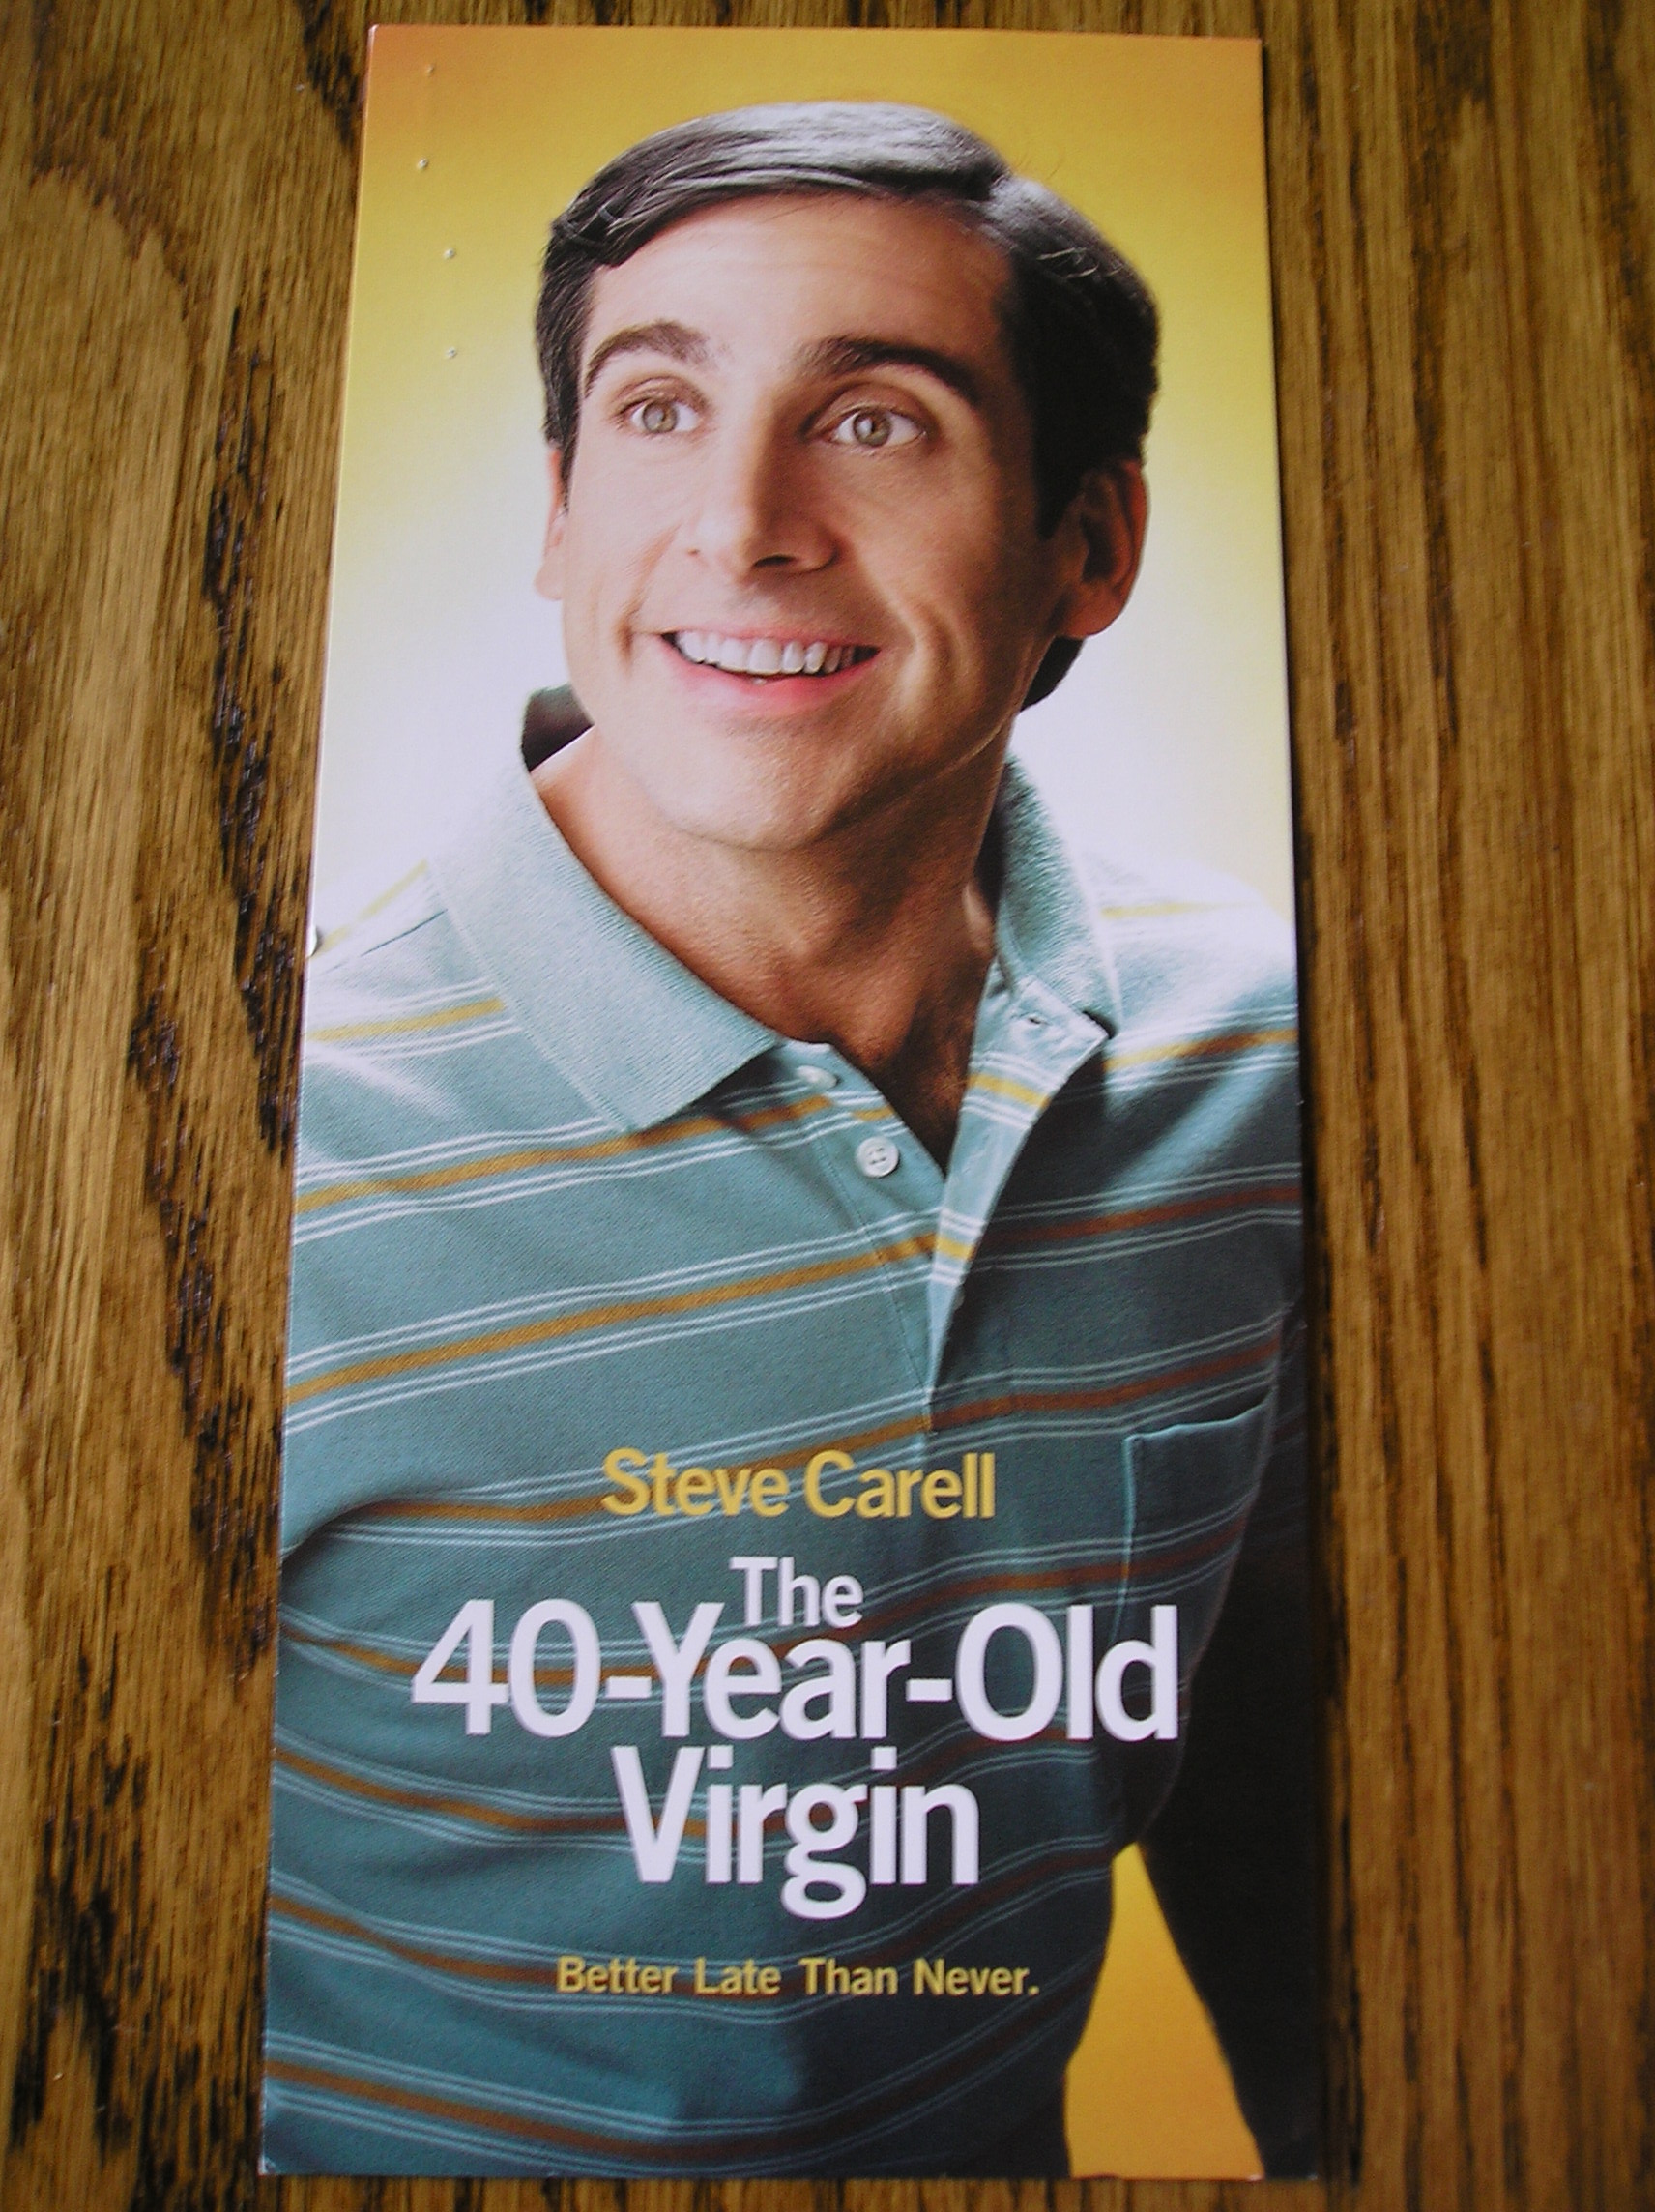 Steve Carell
The
40-Year-Old
Virgin
Better Late Than Never.